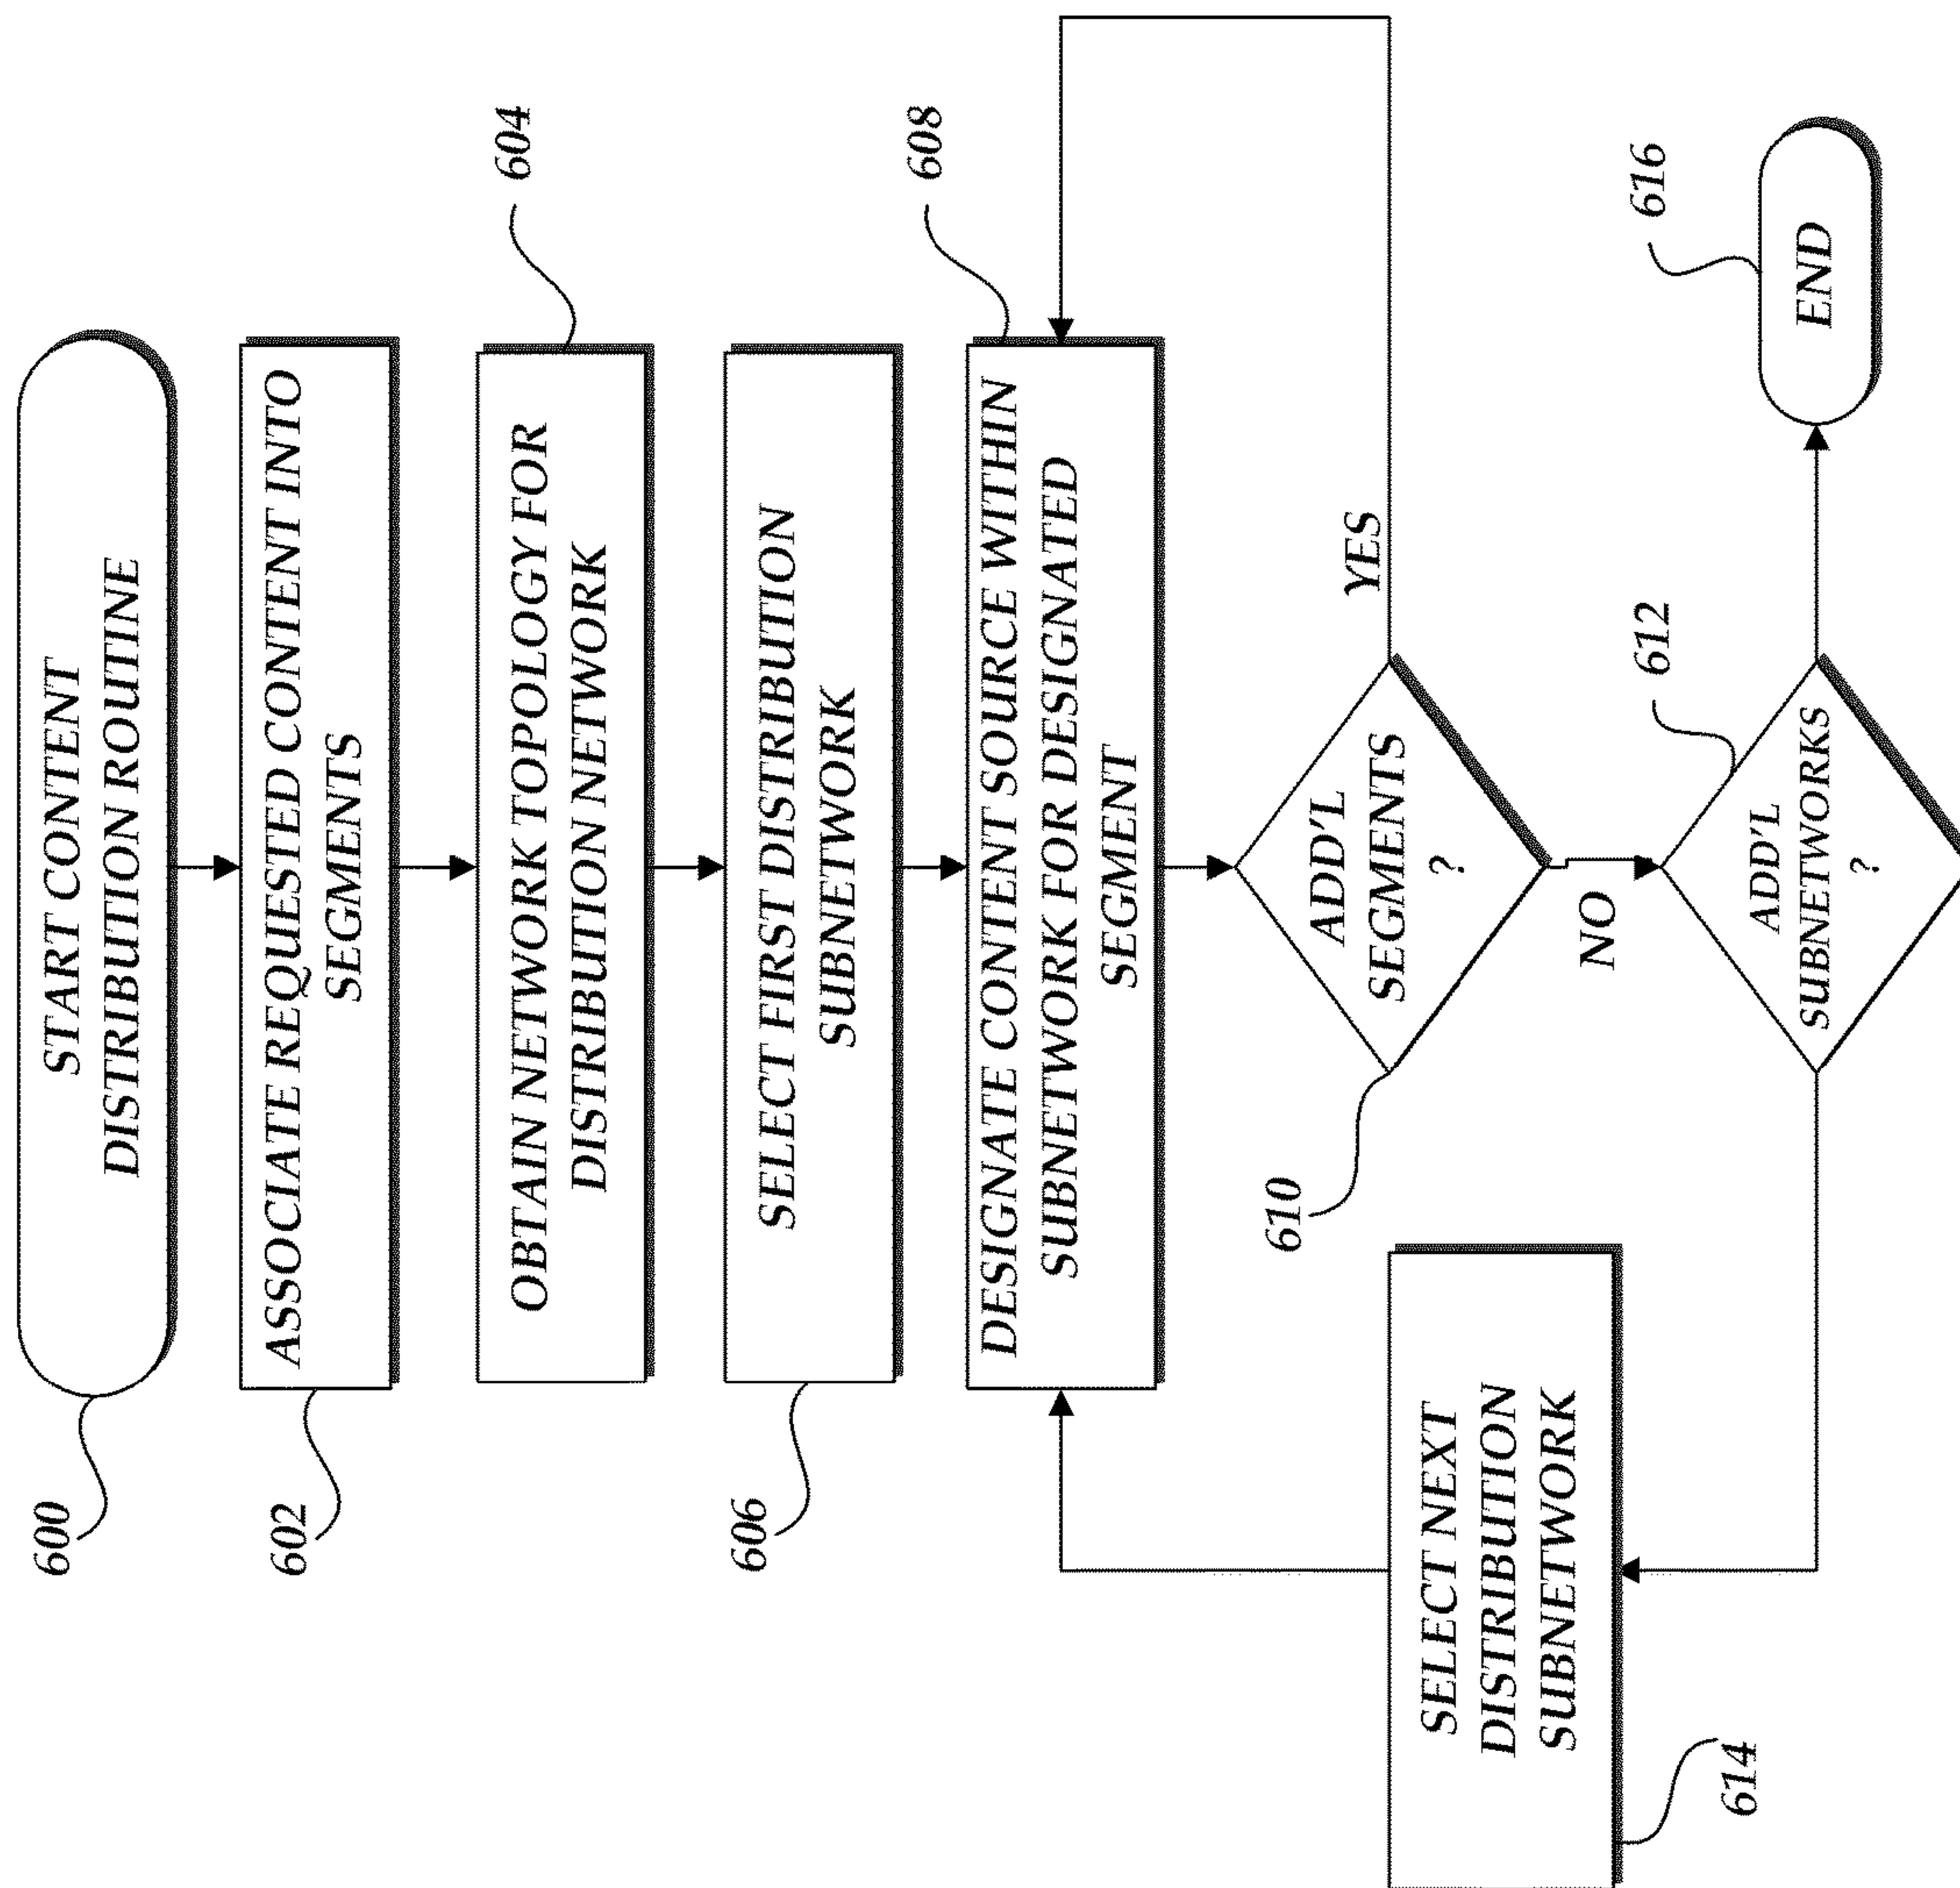 600
START CONTENT
DISTRIBUTION ROUTINE
602
ASSOCIATE REQUESTED CONTENT INTO
SEGMENTS
604
OBTAIN NETWORK TOPOLOGY FOR
DISTRIBUTION NETWORK
606
SELECT FIRST DISTRIBUTION
SUBNETWORK
608
DESIGNATE CONTENT SOURCE WITHIN
SUBNETWORK FOR DESIGNATED
SEGMENT
610
ADD'L
SEGMENTS
?
YES
NO
612
ADD'L
SUBNETWORKS
?
614
SELECT NEXT
DISTRIBUTION
SUBNETWORK
616
END